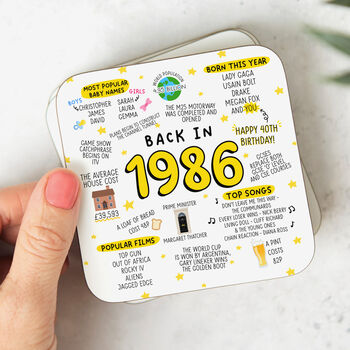 WORLD POPULATION
4.95 BILLION
MOST POPULAR
BABY NAMES
BOYS
CHRISTOPHER
JAMES
DAVID
GIRLS
SARAH
LAURA
GEMMA
THE M25 MOTORWAY
WAS COMPLETED
AND OPENED
PLANS BEGIN TO CONSTRUCT
THE CHANNEL TUNNEL
BORN THIS YEAR
LADY GAGA
USAIN BOLT
DRAKE
MEGAN FOX
AND YOU
HAPPY 40TH
BIRTHDAY!
BACK IN
1986
GAME SHOW
CATCHPHRASE
BEGINS ON
THE AVERAGE
HOUSE COST
£39,593
GCSES
REPLACE BOTH
GCE 'O' LEVEL
AND CSE COURSES
A LOAF OF BREAD
COST
PRIME MINISTER
MARGARET THATCHER
TOP SONGS
DON'T LEAVE ME THIS WAY -
THE COMMUNARDS
EVERY LOSER WINS - NICK BERRY
LIVING DOLL - CLIFF RICHARD
& THE YOUNG ONES
CHAIN REACTION - DIANA ROSS
POPULAR FILMS
TOP GUN
OUT OF AFRICA
ROCKY IV
ALIENS
JAGGED EDGE
THE WORLD CUP
IS WON BY ARGENTINA,
GARY LINEKER WINS
THE GOLDEN BOOT
A PINT
COSTS
82P